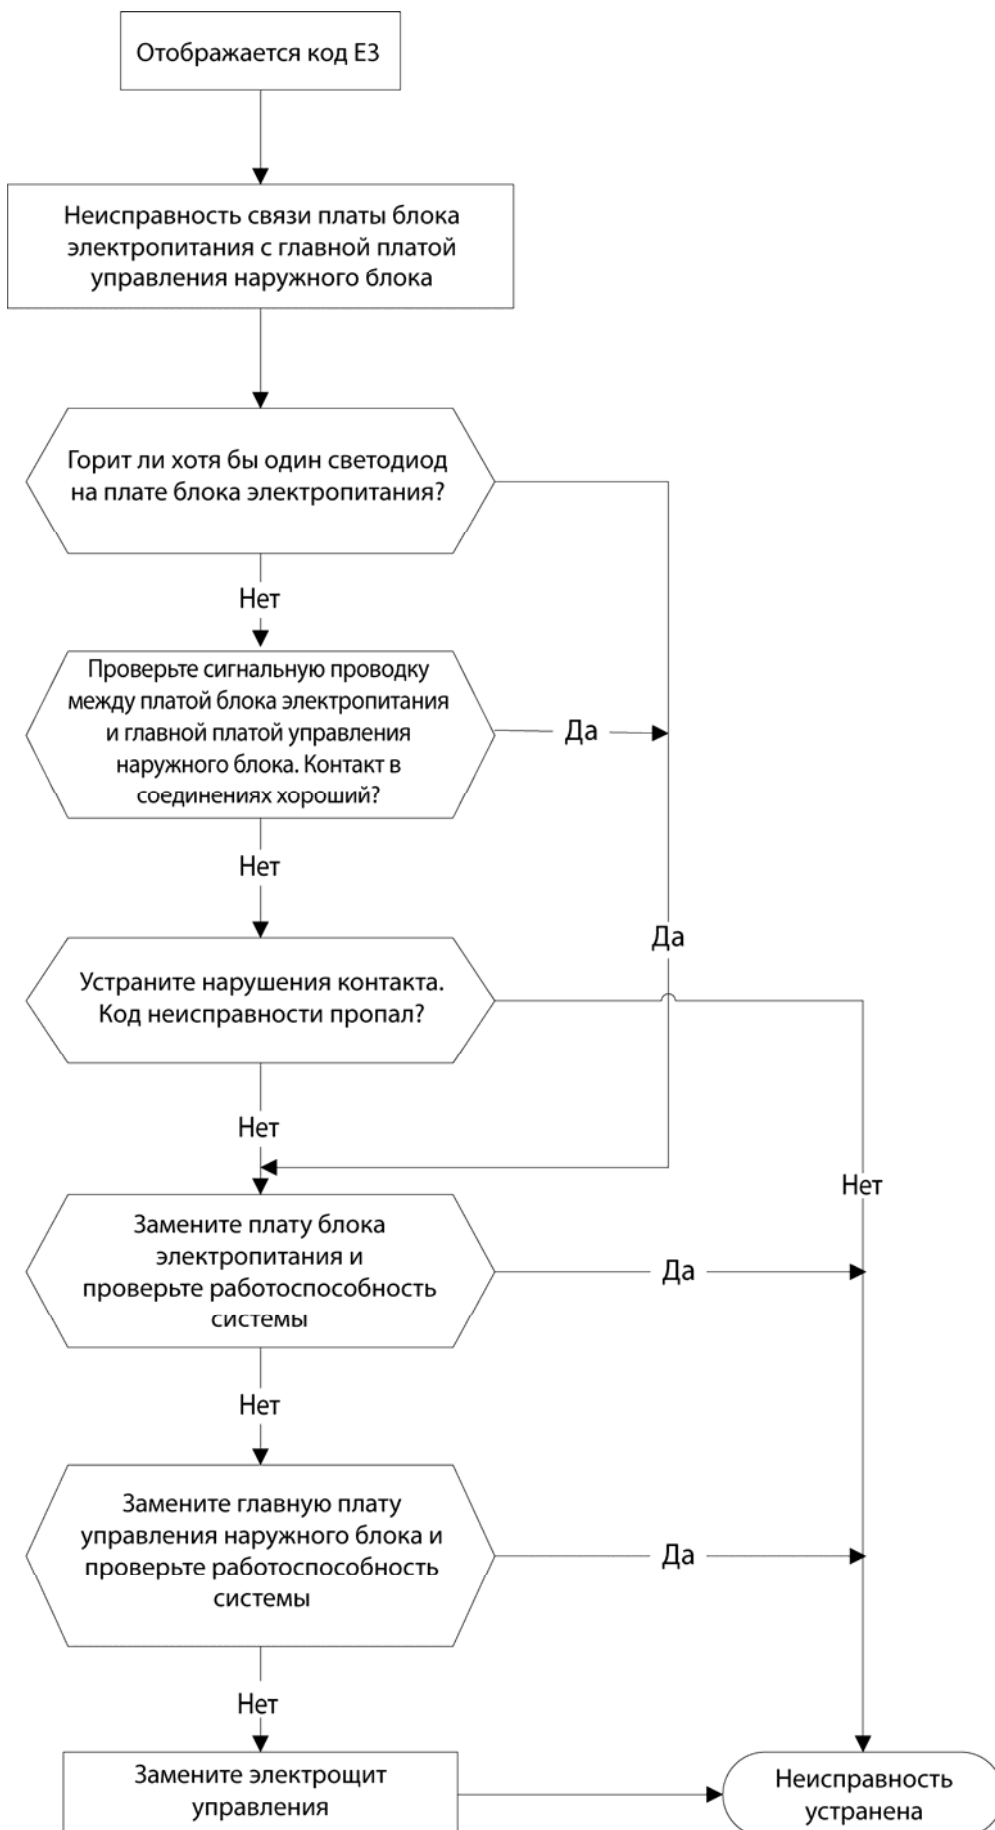 Отображается код E3
Неисправность связи платы блока
электропитания с главной платой
управления наружного блока
Горит ли хотя бы один светодиод
на плате блока электропитания?
Нет
Проверьте сигнальную проводку
между платой блока электропитания
и главной платой управления
наружного блока. Контакт в
соединениях хороший?
Да
Нет
Да
Устраните нарушения контакта.
Код неисправности пропал?
Нет
Нет
Замените плату блока
электропитания и
проверьте работоспособность
системы
Да
Нет
Замените главную плату
управления наружного блока и
проверьте работоспособность
системы
Да
Нет
Замените электрощит
управления
Неисправность
устранена